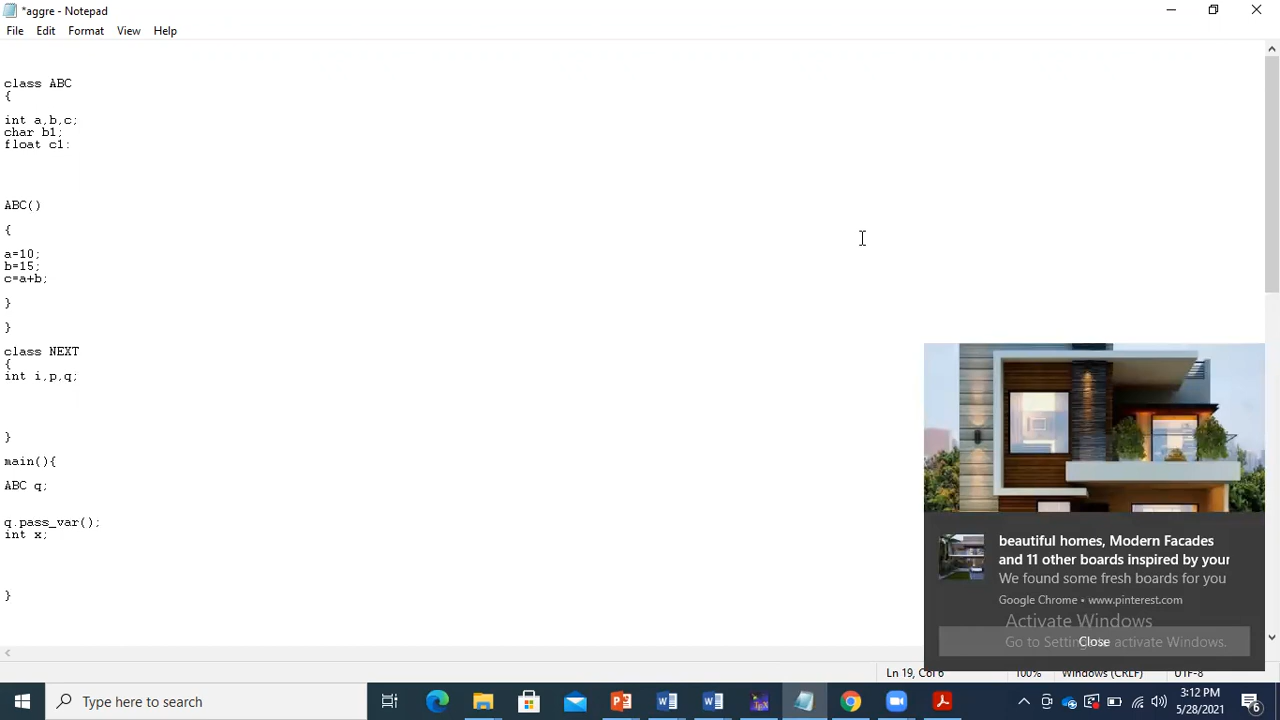 *aggre - Notepad
File Edit Format View Help
class ABC
{
int a,b,c;
char b1;
float c1:
ABC()
{
a=10;
b=15;
c=a+b;
}
}
class NEXT
{
int i,p,q;
}
main(){
ABC q;
q.pass_var();
int x;
}
beautiful homes, Modern Facades
and 11 other boards inspired by your
We found some fresh boards for you
Google Chrome • www.pinterest.com
Activate Windows
Go to Settings to activate Windows.
Close
Ln 19, Col 6 100% Windows (CRLF) UTF-8
Type here to search
3:12 PM
5/28/2021
6